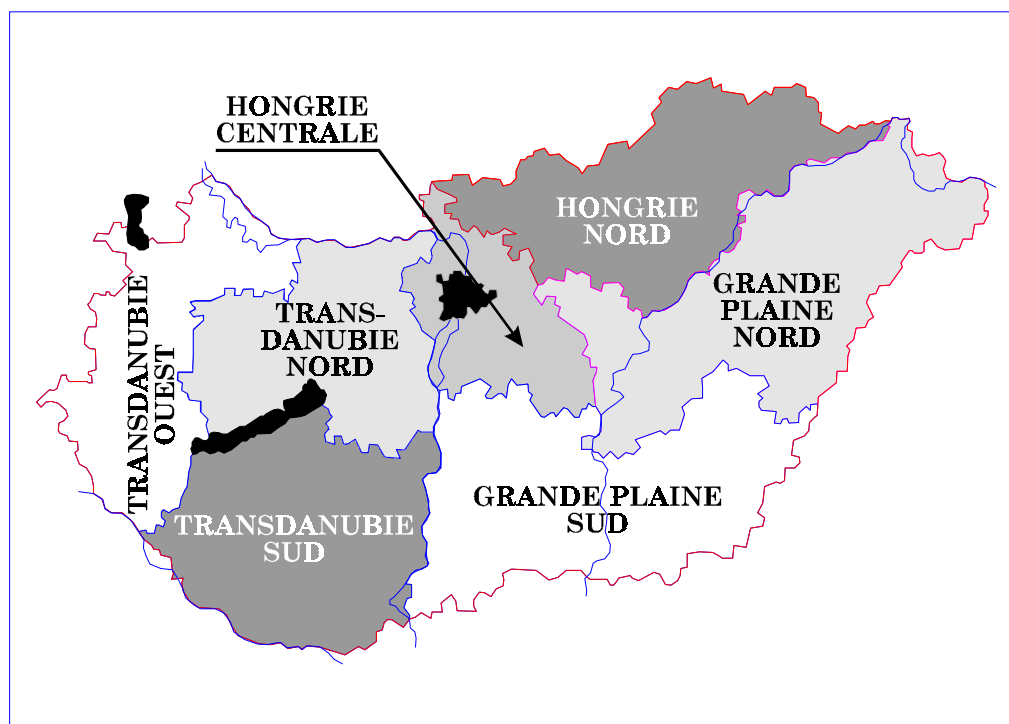 HONGRIE
CENTRALE
HONGRIE
NORD
GRANDE
PLAINE
NORD
TRANS-
DANUBIE
NORD
TRANSDANUBIE
OUEST
GRANDE PLAINE
SUD
TRANSDANUBIE
SUD